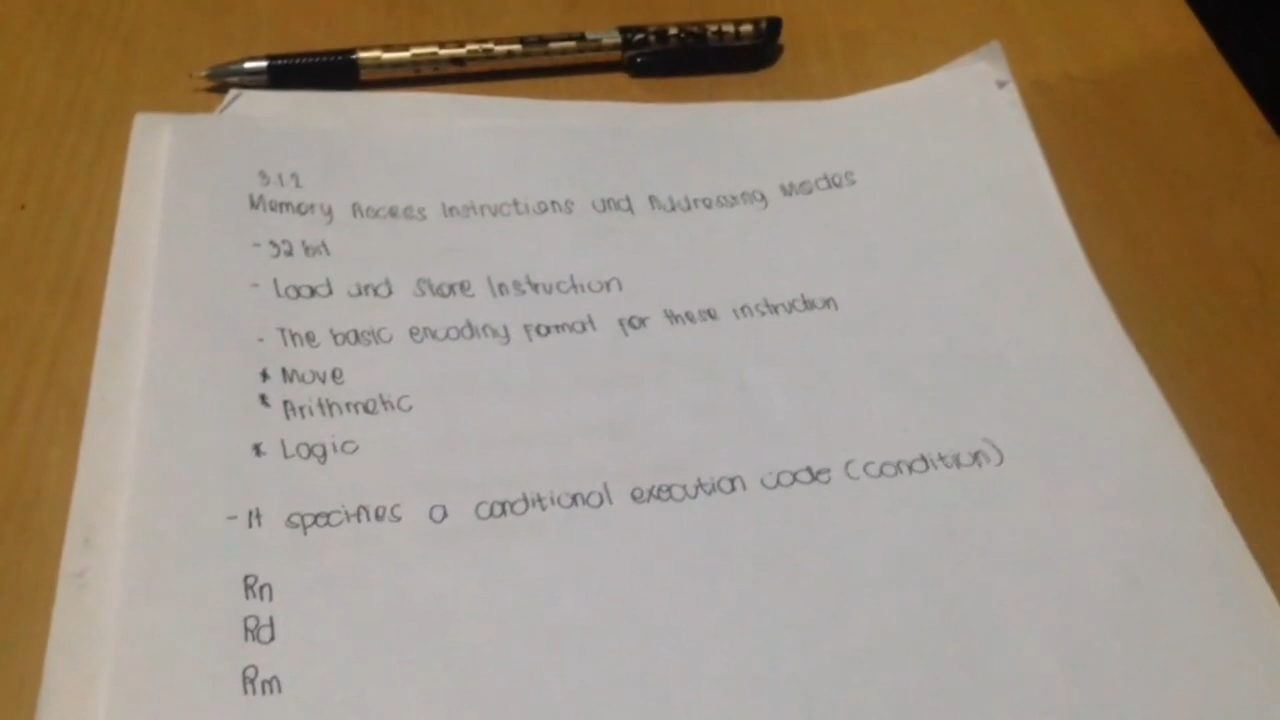 3.1.2
Memory Access Instructions and Addressing Modes
- 32 bit
- Load and Store Instruction
- The basic encoding format for these instruction
* Move
* Arithmetic
* Logic
- It specifies a conditional execution code (condition)
Rn
Rd
Rm